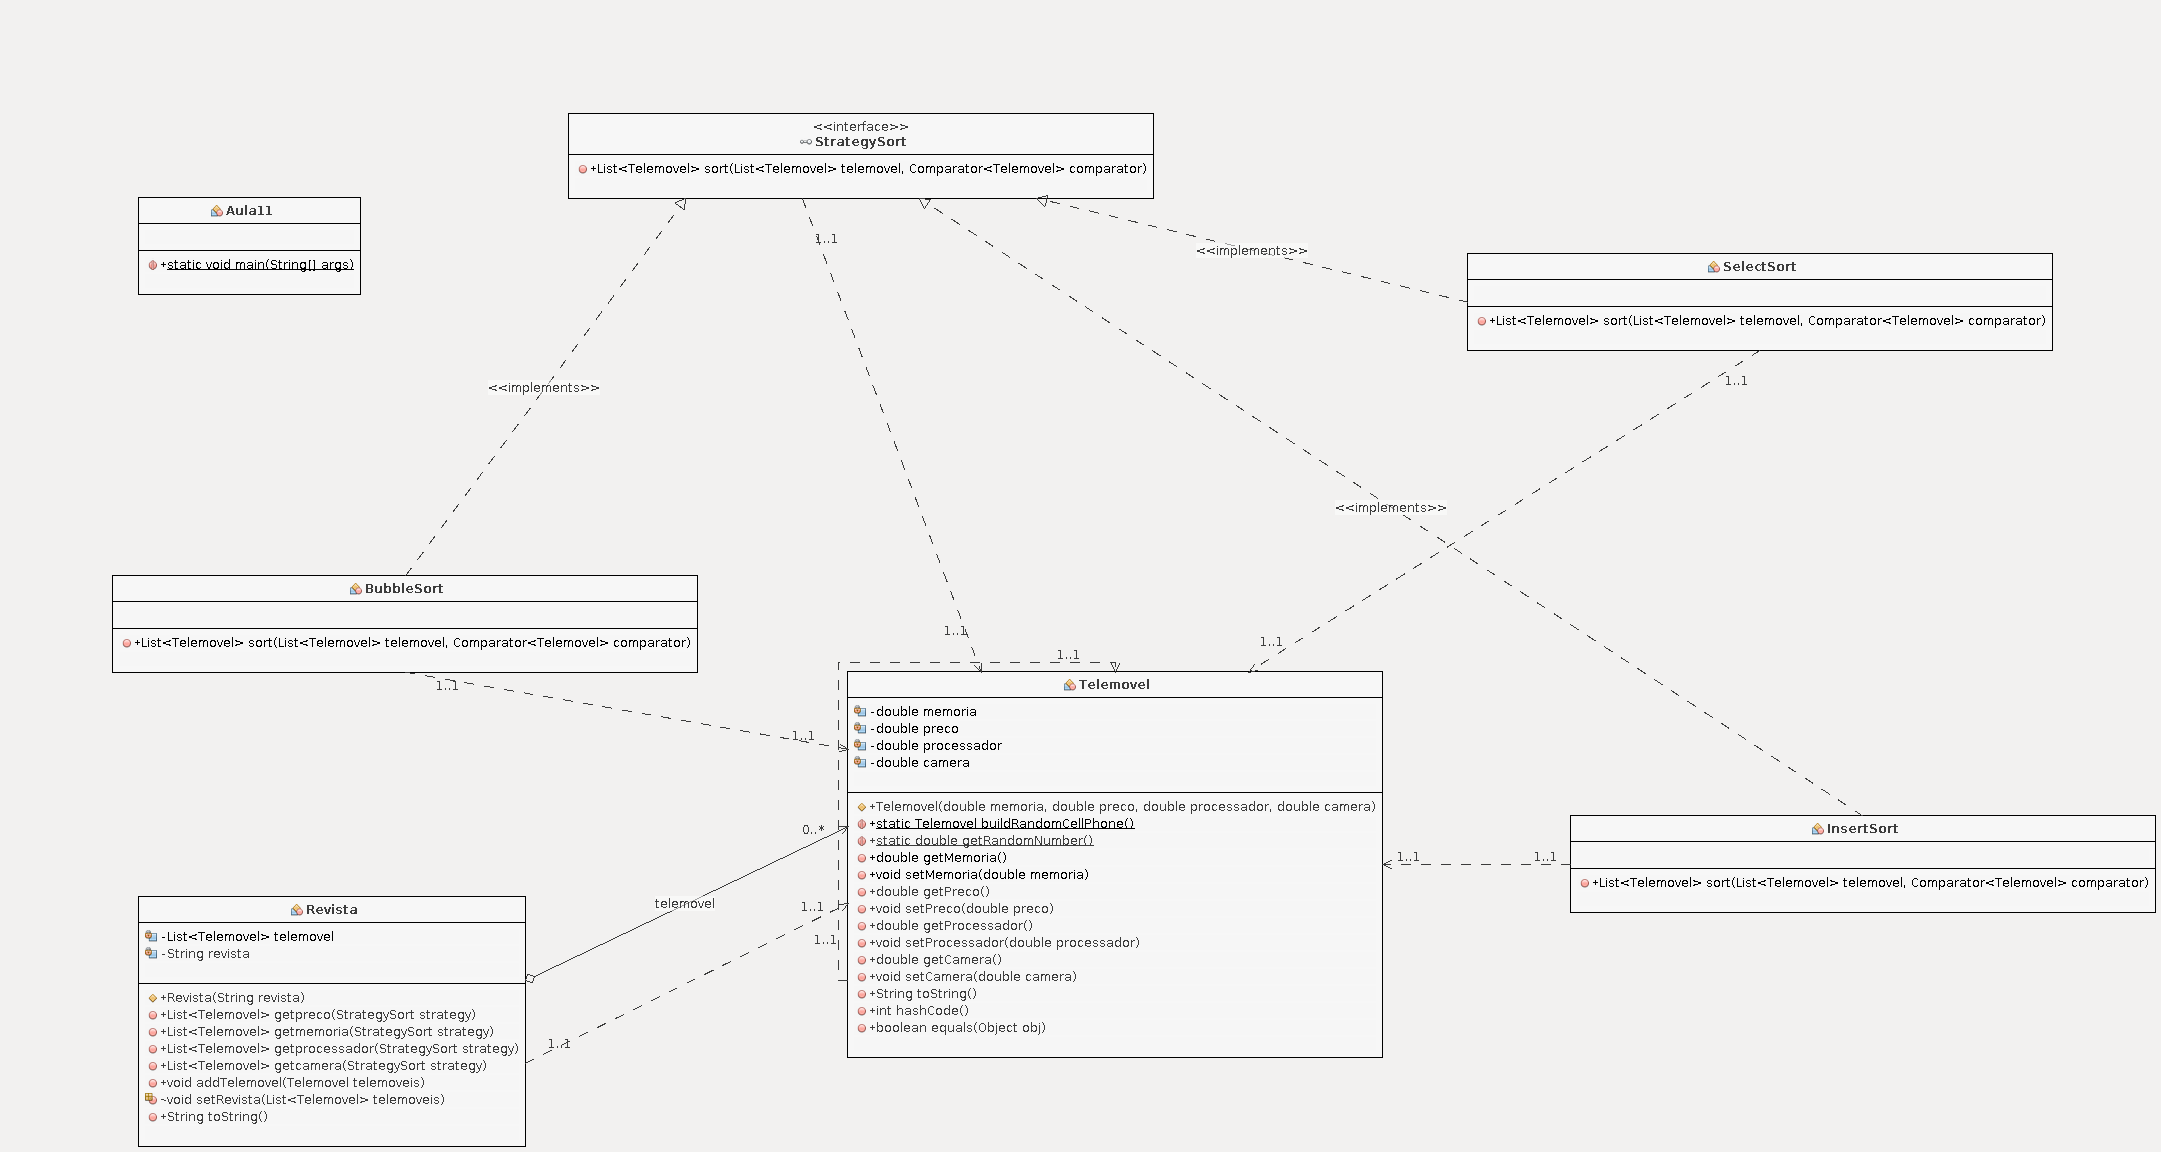 <<interface>>
StrategySort
+List<Telemovel> sort(List<Telemovel> telemovel, Comparator<Telemovel> comparator)
Aula11
+static void main(String[] args)
1..1
<<implements>>
SelectSort
+List<Telemovel> sort(List<Telemovel> telemovel, Comparator<Telemovel> comparator)
1..1
<<implements>>
<<implements>>
BubbleSort
+List<Telemovel> sort(List<Telemovel> telemovel, Comparator<Telemovel> comparator)
1..1
1..1
1..1
1..1
1..1
Telemovel
-double memoria
-double preco
-double processador
-double camera
+Telemovel(double memoria, double preco, double processador, double camera)
+static Telemovel buildRandomCellPhone()
+static double getRandomNumber()
+double getMemoria()
+void setMemoria(double memoria)
+double getPreco()
+void setPreco(double preco)
+double getProcessador()
+void setProcessador(double processador)
+double getCamera()
+void setCamera(double camera)
+String toString()
+int hashCode()
+boolean equals(Object obj)
InsertSort
+List<Telemovel> sort(List<Telemovel> telemovel, Comparator<Telemovel> comparator)
1..1
1..1
0..*
telemovel
1..1
1..1
1..1
Revista
-List<Telemovel> telemovel
-String revista
+Revista(String revista)
+List<Telemovel> getpreco(StrategySort strategy)
+List<Telemovel> getmemoria(StrategySort strategy)
+List<Telemovel> getprocessador(StrategySort strategy)
+List<Telemovel> getcamera(StrategySort strategy)
+void addTelemovel(Telemovel telemoveis)
~void setRevista(List<Telemovel> telemoveis)
+String toString()